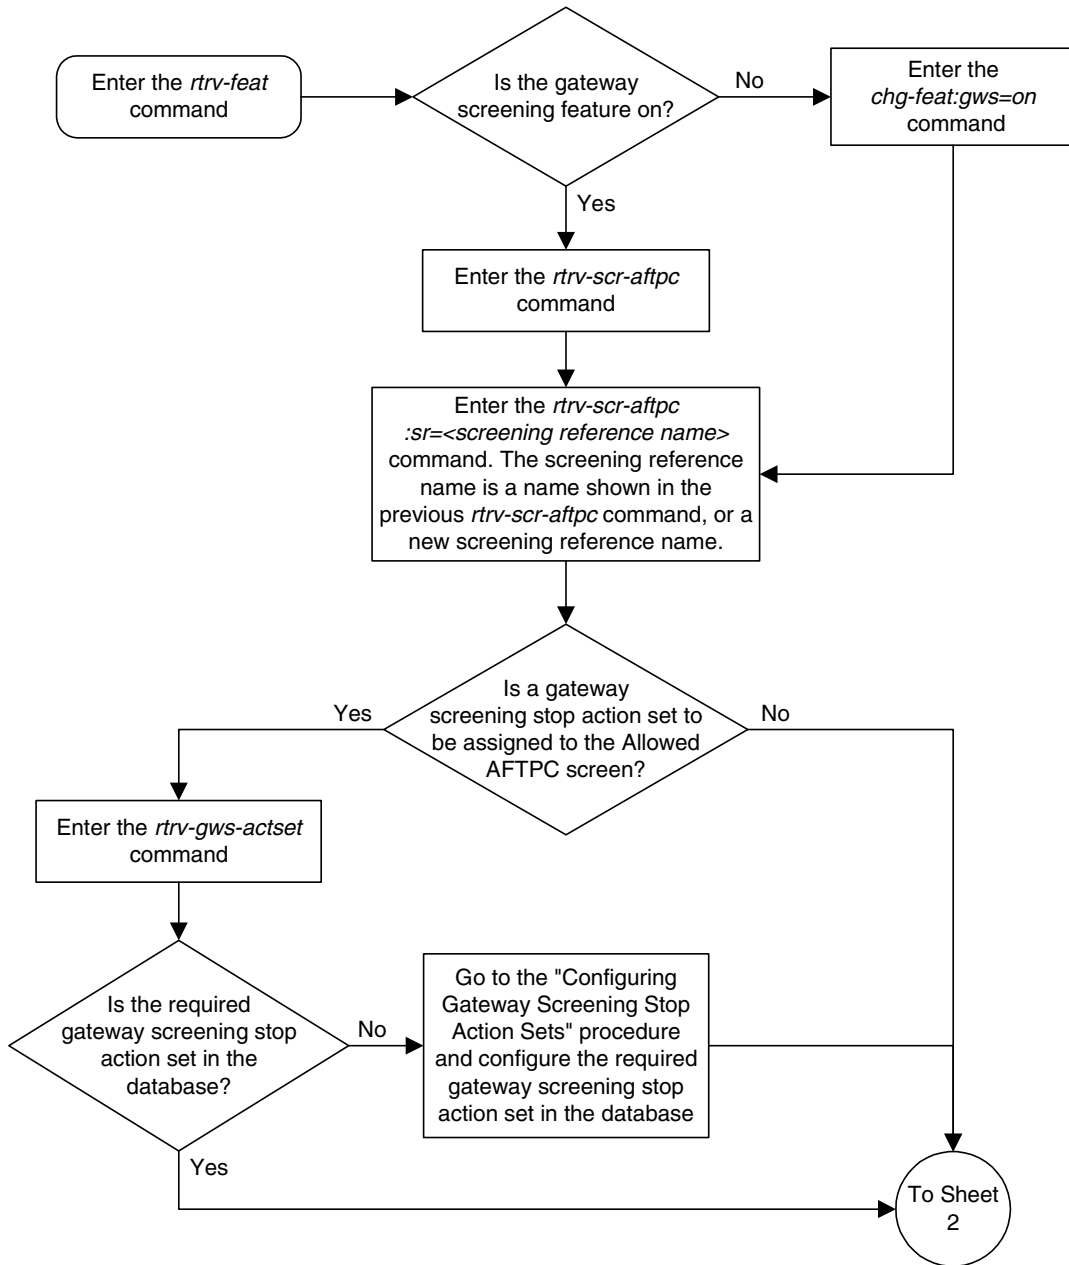 Enter the rtrv-feat
command
Is the gateway
screening feature on?
No
Enter the
chg-feat:gws=on
command
Yes
Enter the rtrv-scr-aftpc
command
Enter the rtrv-scr-aftpc
:sr=<screening reference name>
command. The screening reference
name is a name shown in the
previous rtrv-scr-aftpc command, or a
new screening reference name.
Is a gateway
screening stop action set to
be assigned to the Allowed
AFTPC screen?
Yes
No
Enter the rtrv-gws-actset
command
Is the required
gateway screening stop
action set in the
database?
No
Go to the "Configuring
Gateway Screening Stop
Action Sets" procedure
and configure the required
gateway screening stop
action set in the database
Yes
To Sheet
2